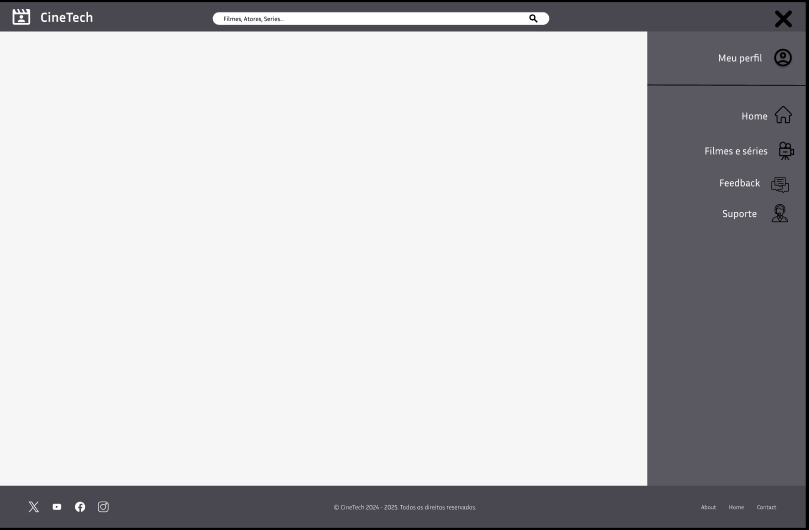 CineTech
Filmes, Atores, Series...
Meu perfil
Home
Filmes e séries
Feedback
Suporte
© CineTech 2024 - 2025. Todos os direitos reservados.
About Home Contact